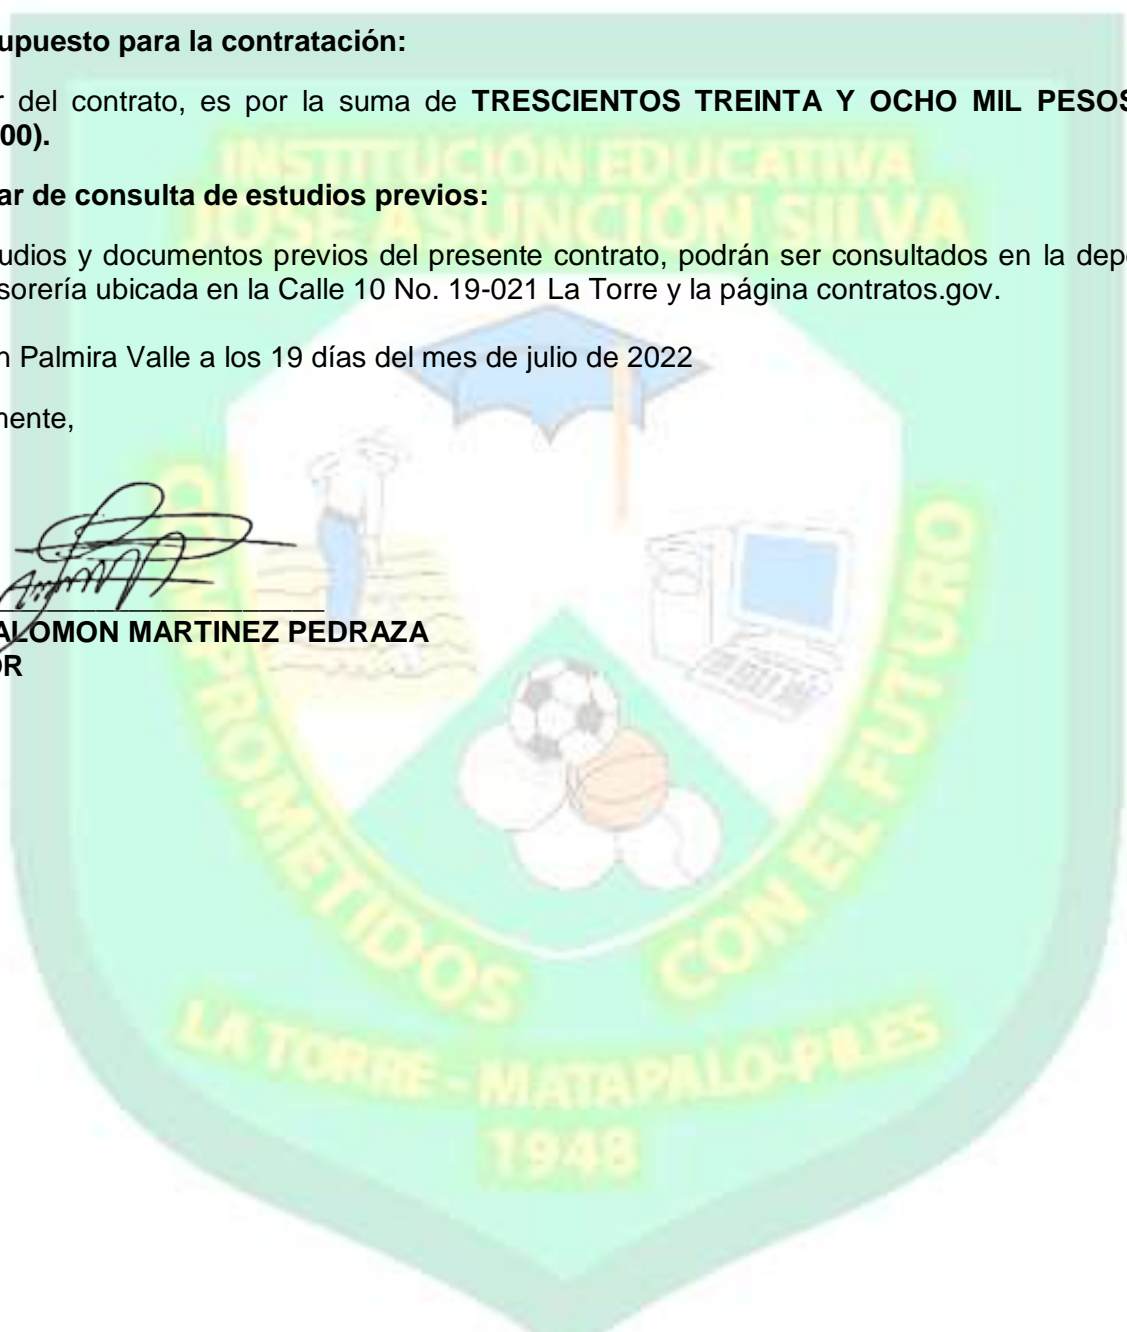 upuesto para la contratación:
r del contrato, es por la suma de TRESCIENTOS TREINTA Y OCHO MIL PESOS
00).
ar de consulta de estudios previos:
udios y documentos previos del presente contrato, podrán ser consultados en la dep
sorería ubicada en la Calle 10 No. 19-021 La Torre y la página contratos.gov.
n Palmira Valle a los 19 días del mes de julio de 2022
mente,
ALOMON MARTINEZ PEDRAZA
OR
INSTITUCIÓN EDUCATIVA
JOSE ASUNCIÓN SILVA
COMPROMETIDOS CON EL FUTURO
LA TORRE - MATAPALO-PILES
1948